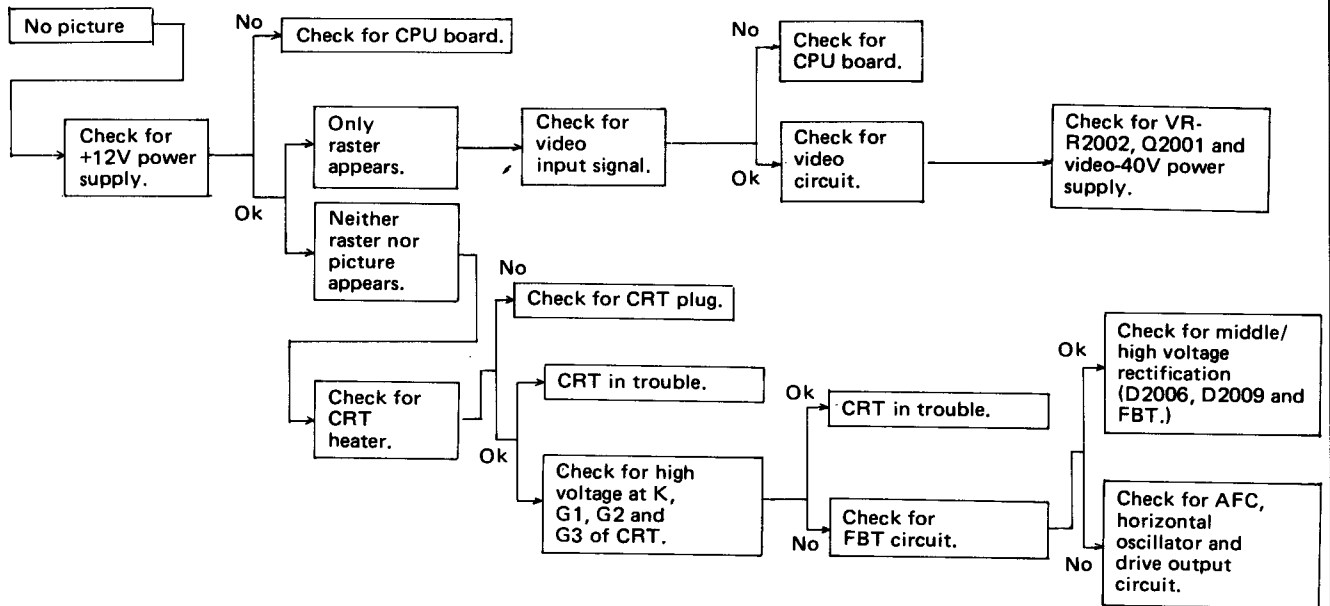 No picture
No
Check for CPU board.
Check for
+12V power
supply.
Ok
Only
raster
appears.
Check for
video
input signal.
No
Check for
CPU board.
Ok
Check for
video
circuit.
Check for VR-
R2002, Q2001 and
video-40V power
supply.
Neither
raster nor
picture
appears.
Check for
CRT
heater.
No
Check for CRT plug.
Ok
CRT in trouble.
Check for high
voltage at K,
G1, G2 and
G3 of CRT.
Ok
CRT in trouble.
No
Check for
FBT circuit.
Ok
Check for middle/
high voltage
rectification
(D2006, D2009 and
FBT.)
No
Check for AFC,
horizontal
oscillator and
drive output
circuit.